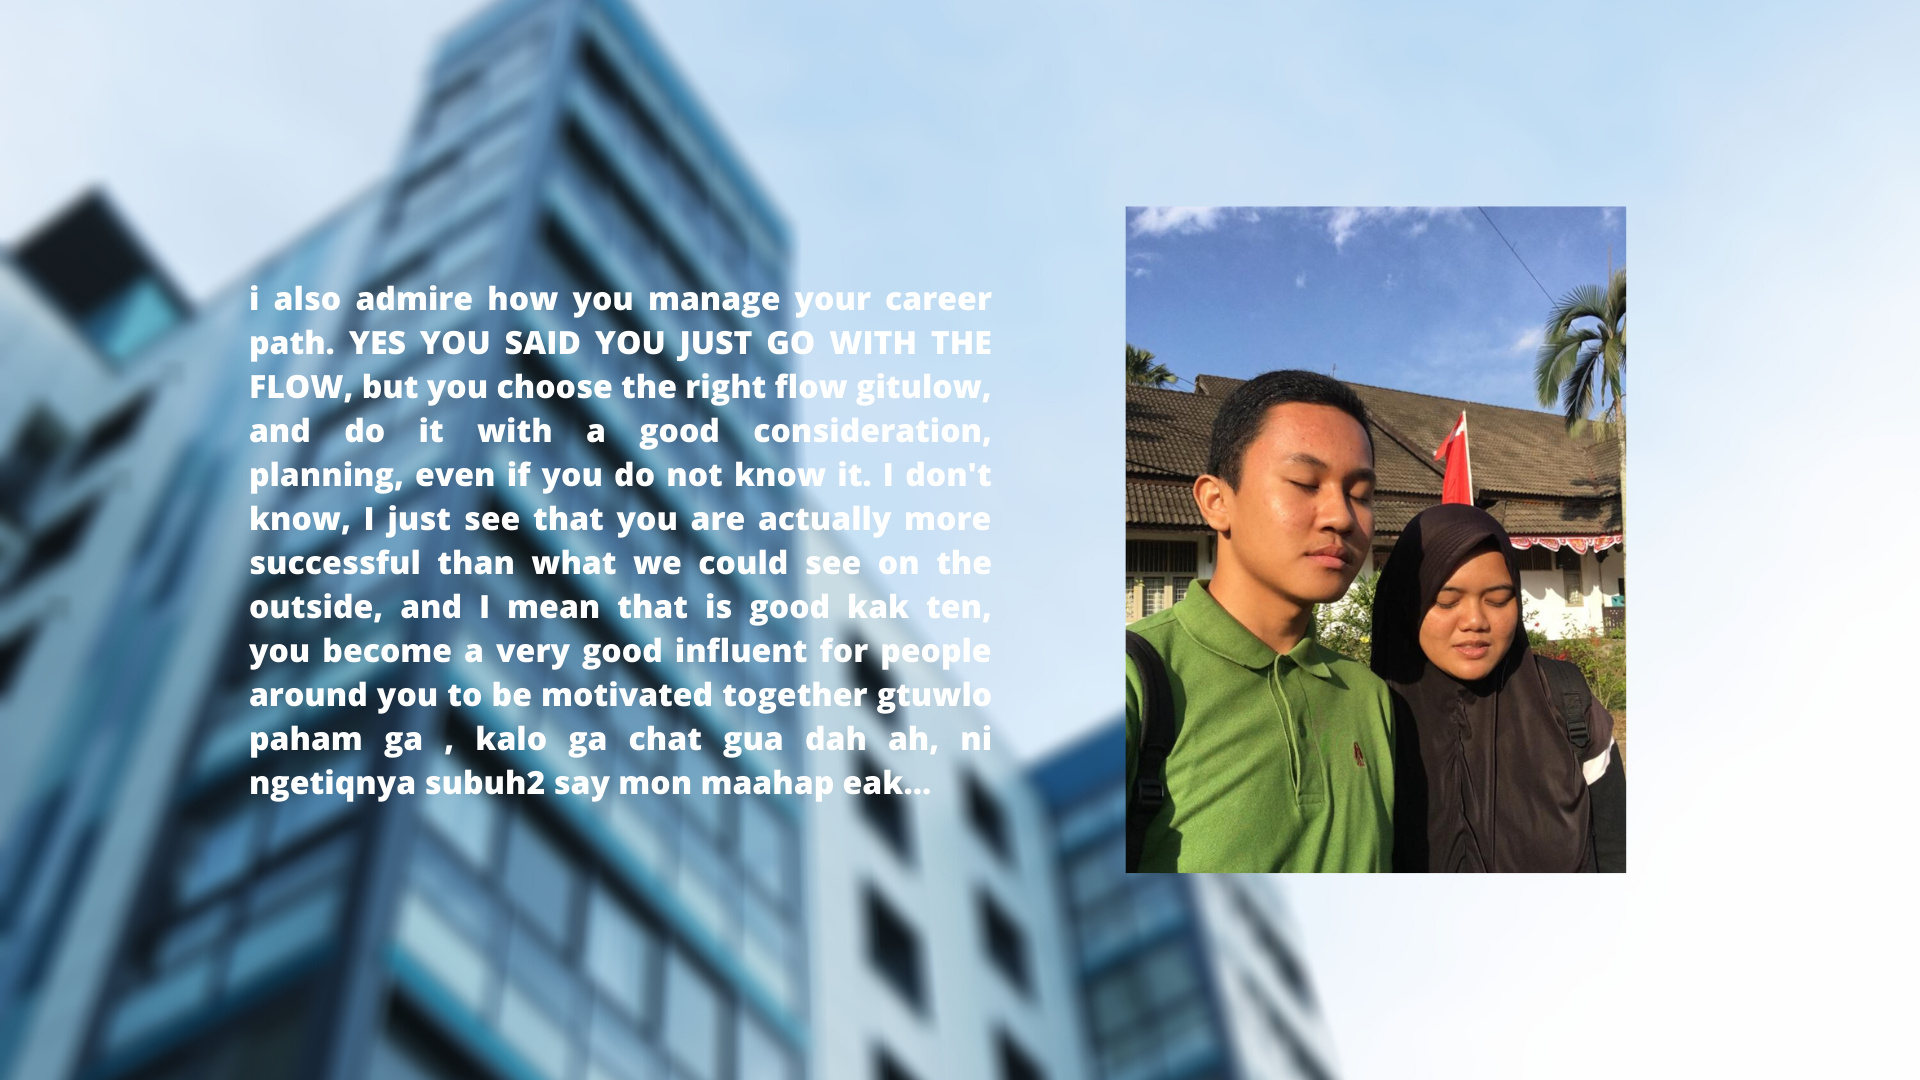 i also admire how you manage your career
path. YES YOU SAID YOU JUST GO WITH THE
FLOW, but you choose the right flow gitulow,
and do it with a good consideration,
planning, even if you do not know it. I don't
know, I just see that you are actually more
successful than what we could see on the
outside, and I mean that is good kak ten,
you become a very good influent for people
around you to be motivated together gtuwlo
paham ga , kalo ga chat gua dah ah, ni
ngetiqnya subuh2 say mon maahap eak...